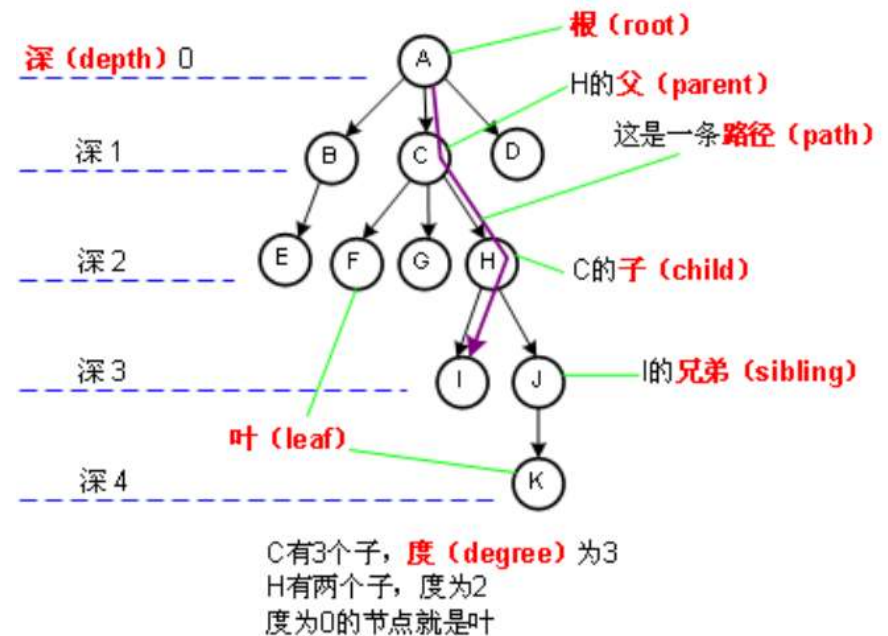 根（root）
深（depth）0
A
H的父（parent）
这是一条路径（path）
深1
B
C
D
深2
E
F
G
H
C的子（child）
深3
I
J
I的兄弟（sibling）
叶（leaf）
深4
K
C有3个子，度（degree）为3
H有两个子，度为2
度为0的节点就是叶